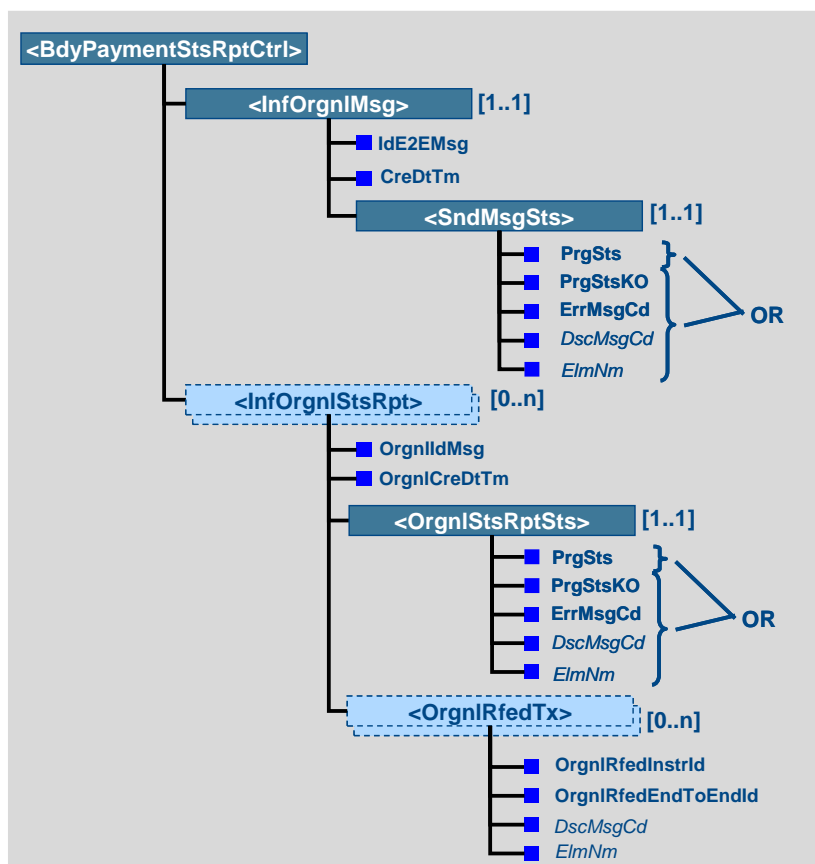 <BdyPaymentStsRptCtrl>
<InfOrgnlMsg> [1..1]
IdE2EMsg
CreDtTm
<SndMsgSts> [1..1]
PrgSts
PrgStsKO
ErrMsgCd
OR
DscMsgCd
ElmNm
<InfOrgnlStsRpt> [0..n]
OrgnlIdMsg
OrgnlCreDtTm
<OrgnlStsRptSts> [1..1]
PrgSts
PrgStsKO
ErrMsgCd
OR
DscMsgCd
ElmNm
<OrgnlRfedTx> [0..n]
OrgnlRfedInstrId
OrgnlRfedEndToEndId
DscMsgCd
ElmNm